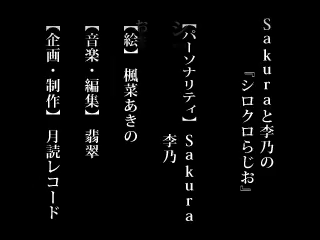 Sakuraと李乃の
『シロクロらじお』
【パーソナリティ】 Sakura
李乃
【絵】 楓菜あきの
【音楽・編集】 翡翠
【企画・制作】 月読レコード